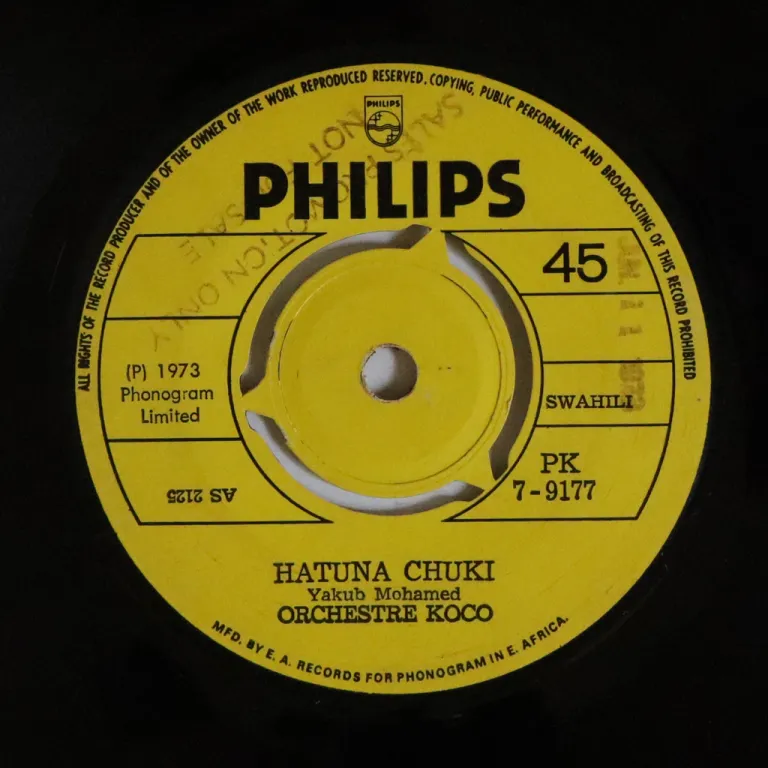 ALL RIGHTS OF THE RECORD PRODUCER AND OF THE OWNER OF THE WORK REPRODUCED RESERVED. COPYING, PUBLIC PERFORMANCE AND BROADCASTING OF THIS RECORD PROHIBITED
PHILIPS
SALES PROMOTION ONLY
NOT
SALE
PHILIPS
45
(P) 1973
Phonogram
Limited
SWAHILI
AS 2125
PK
7-9177
HATUNA CHUKI
Yakub Mohamed
ORCHESTRE KOCO
MFD. BY E. A. RECORDS FOR PHONOGRAM IN E. AFRICA.